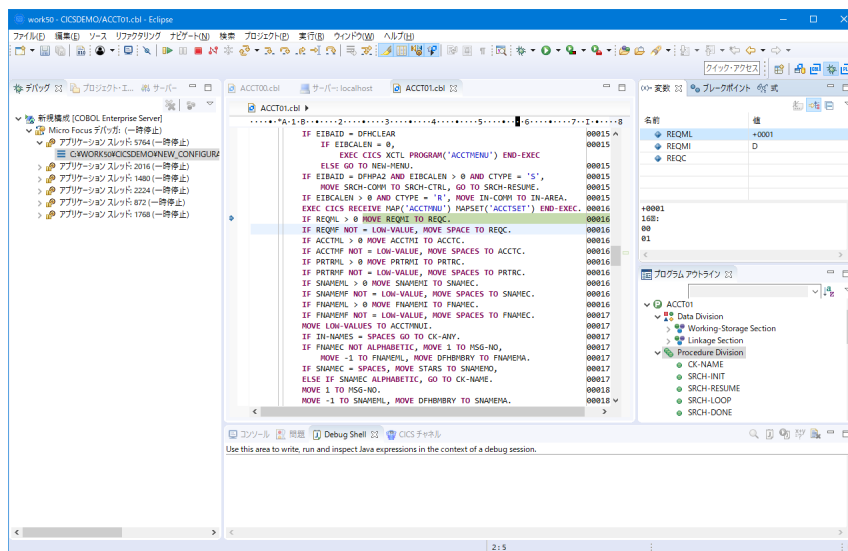 work50 - CICSDEMO/ACCT01.cbl - Eclipse
ファイル(F) 編集(E) ソース リファクタリング ナビゲート(N) 検索 プロジェクト(P) 実行(R) ウィンドウ(W) ヘルプ(H)
クイック・アクセス
デバッグ プロジェクト・エ... サーバー
新規構成 [COBOL Enterprise Server]
Micro Focus デバッガ: (一時停止)
アプリケーション スレッド: 5764 (一時停止)
C:¥WORK50¥CICSDEMO¥NEW_CONFIGURA
アプリケーション スレッド: 2016 (一時停止)
アプリケーション スレッド: 1480 (一時停止)
アプリケーション スレッド: 2224 (一時停止)
アプリケーション スレッド: 872 (一時停止)
アプリケーション スレッド: 1768 (一時停止)
ACCT00.cbl サーバー: localhost ACCT01.cbl
ACCT01.cbl
IF EIBAID = DFHCLEAR 00015
IF EIBCALEN = 0, 00015
EXEC CICS XCTL PROGRAM('ACCTMENU') END-EXEC 00015
ELSE GO TO NEW-MENU. 00015
IF EIBAID = DFHPA2 AND EIBCALEN > 0 AND CTYPE = 'S', 00015
MOVE SRCH-COMM TO SRCH-CTRL, GO TO SRCH-RESUME. 00015
IF EIBCALEN > 0 AND CTYPE = 'R', MOVE IN-COMM TO IN-AREA. 00015
EXEC CICS RECEIVE MAP('ACCTMNU') MAPSET('ACCTSET') END-EXEC. 00016
IF REQML > 0 MOVE REQMI TO REQC. 00016
IF REQMF NOT = LOW-VALUE, MOVE SPACE TO REQC. 00016
IF ACCTML > 0 MOVE ACCTMI TO ACCTC. 00016
IF ACCTMF NOT = LOW-VALUE, MOVE SPACES TO ACCTC. 00016
IF PRTRML > 0 MOVE PRTRMI TO PRTRC. 00016
IF PRTRMF NOT = LOW-VALUE, MOVE SPACES TO PRTRC. 00016
IF SNAMEML > 0 MOVE SNAMEMI TO SNAMEC. 00016
IF SNAMEMF NOT = LOW-VALUE, MOVE SPACES TO SNAMEC. 00016
IF FNAMEML > 0 MOVE FNAMEMI TO FNAMEC. 00016
IF FNAMEMF NOT = LOW-VALUE, MOVE SPACES TO FNAMEC. 00017
MOVE LOW-VALUES TO ACCTMNUI. 00017
IF IN-NAMES = SPACES GO TO CK-ANY. 00017
IF FNAMEC NOT ALPHABETIC, MOVE 1 TO MSG-NO, 00017
MOVE -1 TO FNAMEML, MOVE DFHBMBRY TO FNAMEMA. 00017
IF SNAMEC = SPACES, MOVE STARS TO SNAMEMO, 00017
ELSE IF SNAMEC ALPHABETIC, GO TO CK-NAME. 00017
MOVE 1 TO MSG-NO. 00018
MOVE -1 TO SNAMEML, MOVE DFHBMBRY TO SNAMEMA. 00018
変数 ブレークポイント 式
名前 値
REQML +0001
REQMI D
REQC
+0001
16進:
00
01
プログラム アウトライン
ACCT01
Data Division
Working-Storage Section
Linkage Section
Procedure Division
CK-NAME
SRCH-INIT
SRCH-RESUME
SRCH-LOOP
SRCH-DONE
コンソール 問題 Debug Shell CICS チャネル
Use this area to write, run and inspect Java expressions in the context of a debug session.
2 : 5